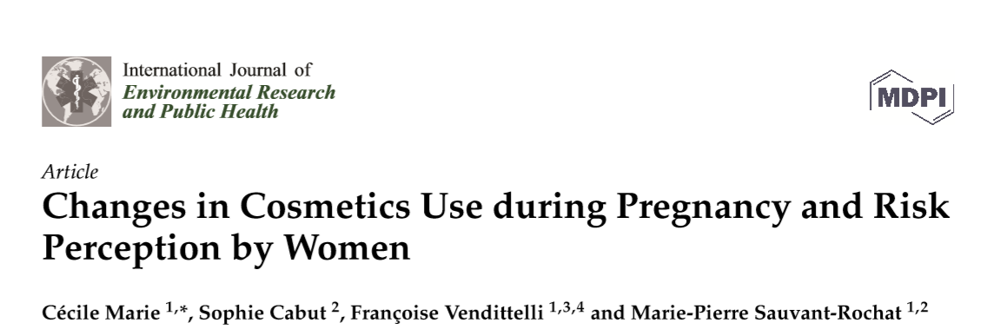 International Journal of
Environmental Research
and Public Health
MDPI
Article
Changes in Cosmetics Use during Pregnancy and Risk
Perception by Women
Cécile Marie 1,*, Sophie Cabut 2, Françoise Vendittelli 1,3,4 and Marie-Pierre Sauvant-Rochat 1,2